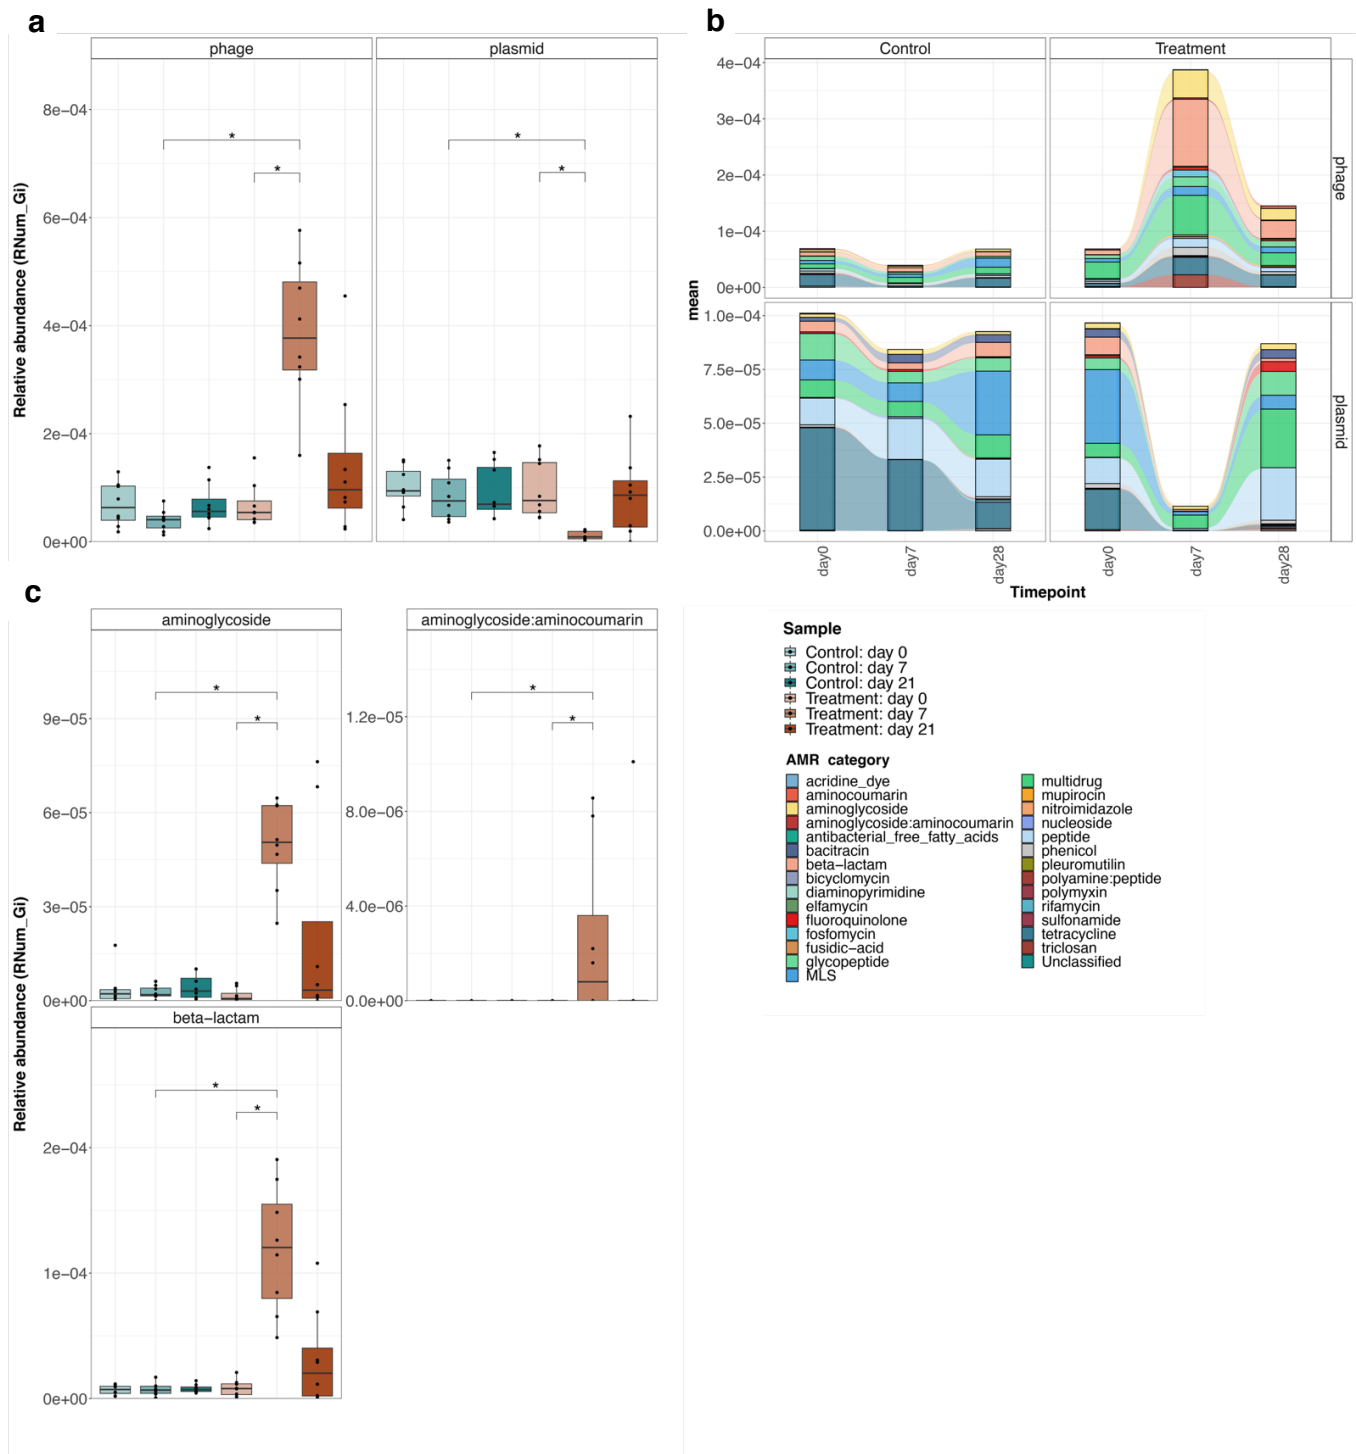 a
phage
plasmid
Relative abundance (RNum_Gi)
8e−04
6e−04
4e−04
2e−04
0e+00
*
*
*
*
b
Control
Treatment
mean
4e−04
3e−04
2e−04
1e−04
0e+00
phage
1.0e−04
7.5e−05
5.0e−05
2.5e−05
0.0e+00
plasmid
day0
day7
day28
day0
day7
day28
Timepoint
c
aminoglycoside
aminoglycoside:aminocoumarin
Relative abundance (RNum_Gi)
9e−05
6e−05
3e−05
0e+00
*
*
1.2e−05
8.0e−06
4.0e−06
0.0e+00
*
*
beta−lactam
2e−04
1e−04
0e+00
*
*
Sample
Control: day 0
Control: day 7
Control: day 21
Treatment: day 0
Treatment: day 7
Treatment: day 21
AMR category
acridine_dye
aminocoumarin
aminoglycoside
aminoglycoside:aminocoumarin
antibacterial_free_fatty_acids
bacitracin
beta−lactam
bicyclomycin
diaminopyrimidine
elfamycin
fluoroquinolone
fosfomycin
fusidic−acid
glycopeptide
MLS
multidrug
mupirocin
nitroimidazole
nucleoside
peptide
phenicol
pleuromutilin
polyamine:peptide
polymyxin
rifamycin
sulfonamide
tetracycline
triclosan
Unclassified